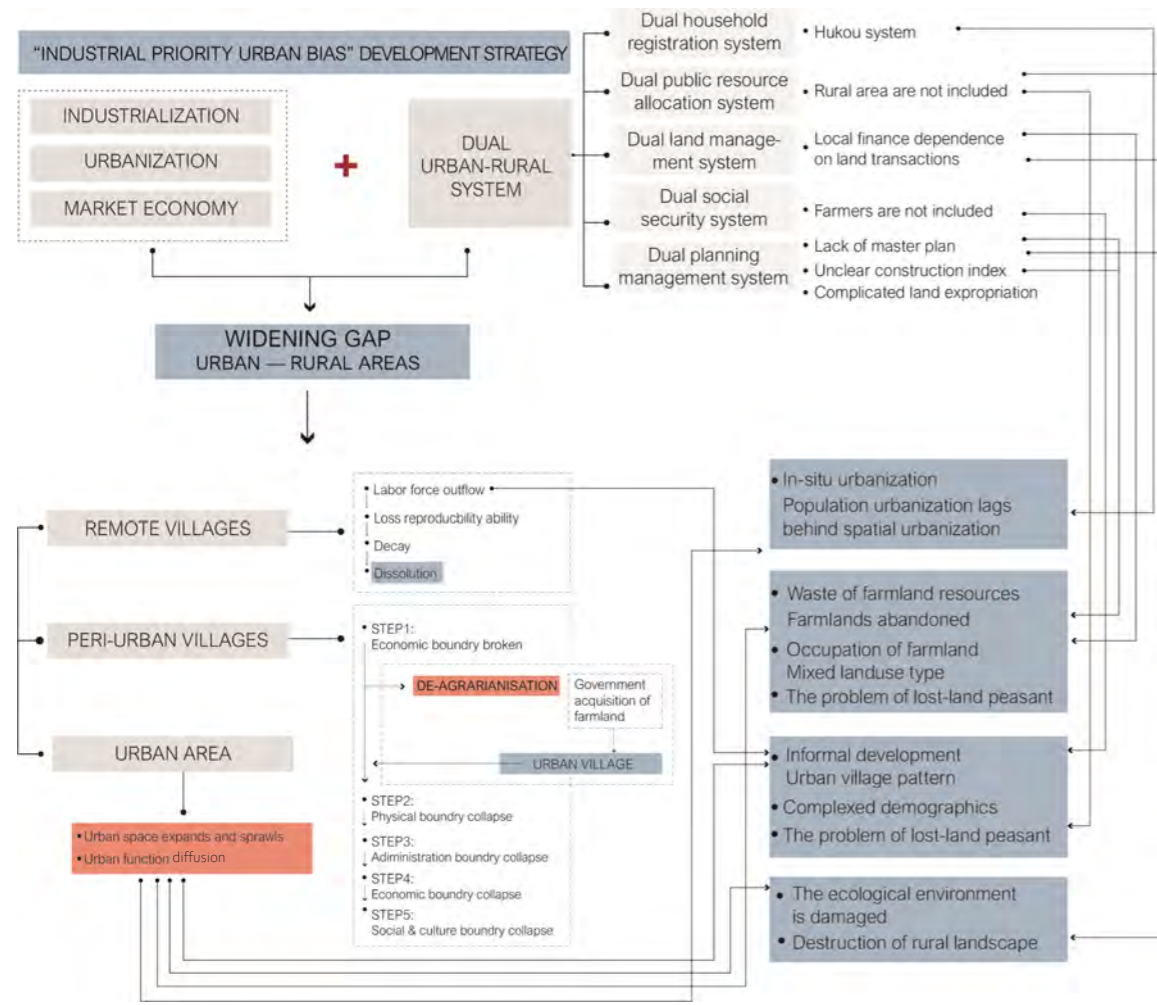 “INDUSTRIAL PRIORITY URBAN BIAS” DEVELOPMENT STRATEGY
INDUSTRIALIZATION
URBANIZATION
MARKET ECONOMY
+
DUAL
URBAN-RURAL
SYSTEM
Dual household
registration system
• Hukou system
Dual public resource
allocation system
• Rural area are not included
Dual land manage-
ment system
• Local finance dependence
on land transactions
Dual social
security system
• Farmers are not included
Dual planning
management system
• Lack of master plan
• Unclear construction index
• Complicated land expropriation
WIDENING GAP
URBAN — RURAL AREAS
REMOTE VILLAGES
• Labor force outflow
• Loss reproducbility ability
• Decay
• Dissolution
PERI-URBAN VILLAGES
• STEP1:
Economic boundry broken
DE-AGRARIANISATION
Government
acquisition of
farmland
URBAN VILLAGE
• STEP2:
Physical boundry collapse
• STEP3:
Adiministration boundry collapse
• STEP4:
Economic boundry collapse
• STEP5:
Social & culture boundry collapse
URBAN AREA
• Urban space expands and sprawls
• Urban function diffusion
• In-situ urbanization
Population urbanization lags
behind spatial urbanization
• Waste of farmland resources
Farmlands abandoned
• Occupation of farmland
Mixed landuse type
• The problem of lost-land peasant
• Informal development
Urban village pattern
• Complexed demographics
• The problem of lost-land peasant
• The ecological environment
is damaged
• Destruction of rural landscape